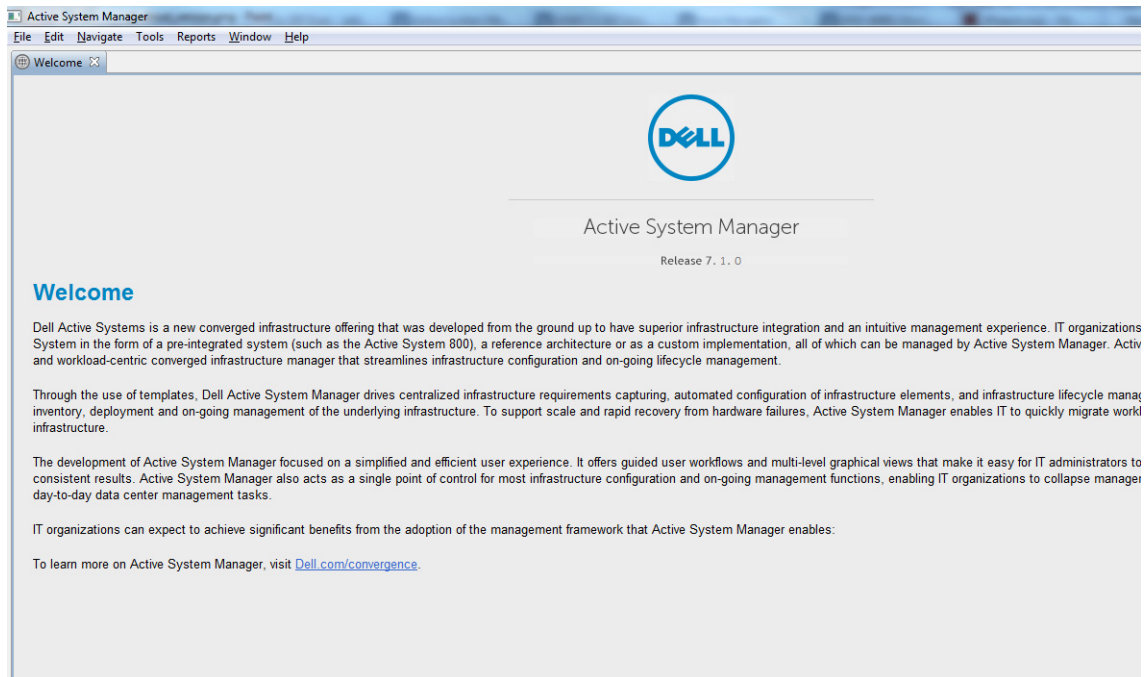 Active System Manager
File Edit Navigate Tools Reports Window Help
Welcome
DELL
Active System Manager
Release 7. 1. 0
Welcome
Dell Active Systems is a new converged infrastructure offering that was developed from the ground up to have superior infrastructure integration and an intuitive management experience. IT organizations
System in the form of a pre-integrated system (such as the Active System 800), a reference architecture or as a custom implementation, all of which can be managed by Active System Manager. Activ
and workload-centric converged infrastructure manager that streamlines infrastructure configuration and on-going lifecycle management.
Through the use of templates, Dell Active System Manager drives centralized infrastructure requirements capturing, automated configuration of infrastructure elements, and infrastructure lifecycle manag
inventory, deployment and on-going management of the underlying infrastructure. To support scale and rapid recovery from hardware failures, Active System Manager enables IT to quickly migrate workl
infrastructure.
The development of Active System Manager focused on a simplified and efficient user experience. It offers guided user workflows and multi-level graphical views that make it easy for IT administrators to
consistent results. Active System Manager also acts as a single point of control for most infrastructure configuration and on-going management functions, enabling IT organizations to collapse manager
day-to-day data center management tasks.
IT organizations can expect to achieve significant benefits from the adoption of the management framework that Active System Manager enables:
To learn more on Active System Manager, visit Dell.com/convergence.